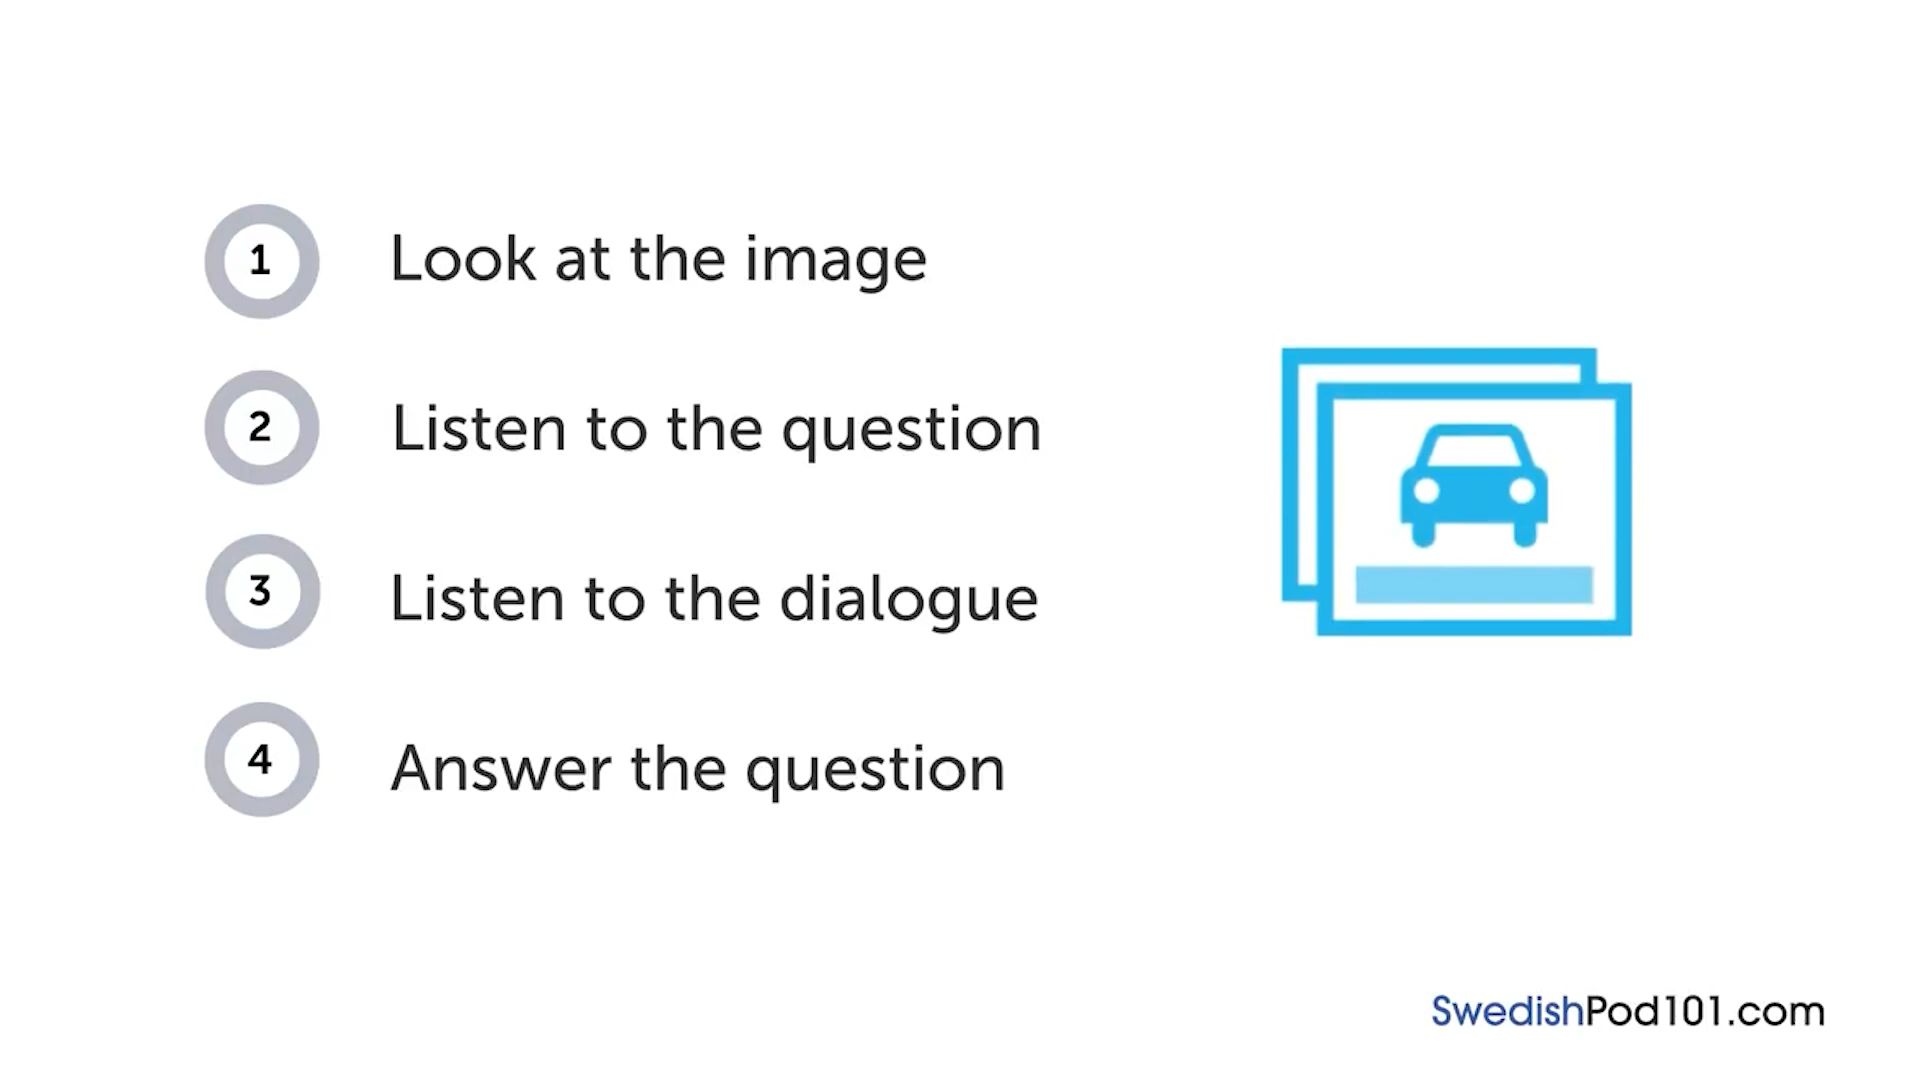 1 Look at the image
2 Listen to the question
3 Listen to the dialogue
4 Answer the question
SwedishPod101.com